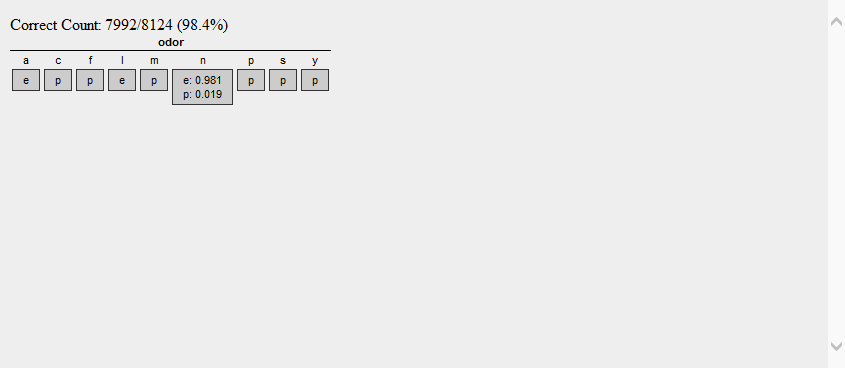 Correct Count: 7992/8124 (98.4%)
odor
a c f l m n p s y
e p p e p e: 0.981 p p p
p: 0.019